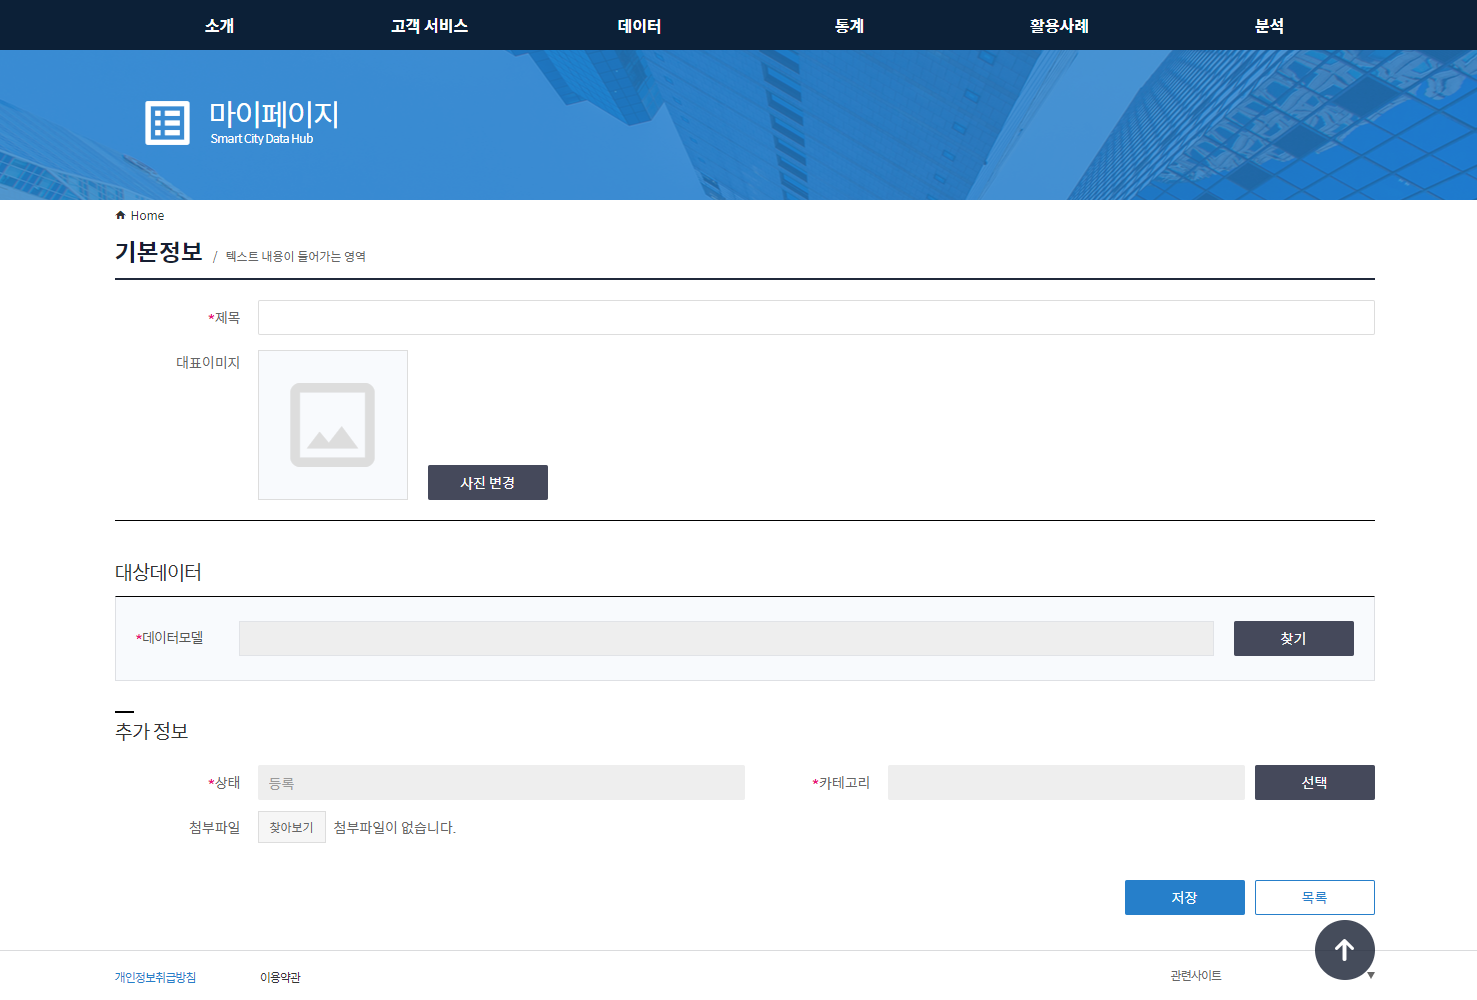 소개 고객 서비스 데이터 통계 활용사례 분석
마이페이지
Smart City Data Hub
Home
기본정보 / 텍스트 내용이 들어가는 영역
*제목
대표이미지
사진 변경
대상데이터
*데이터모델 찾기
추가 정보
*상태 등록 *카테고리 선택
첨부파일 찾아보기 첨부파일이 없습니다.
저장 목록
개인정보취급방침 이용약관 관련사이트